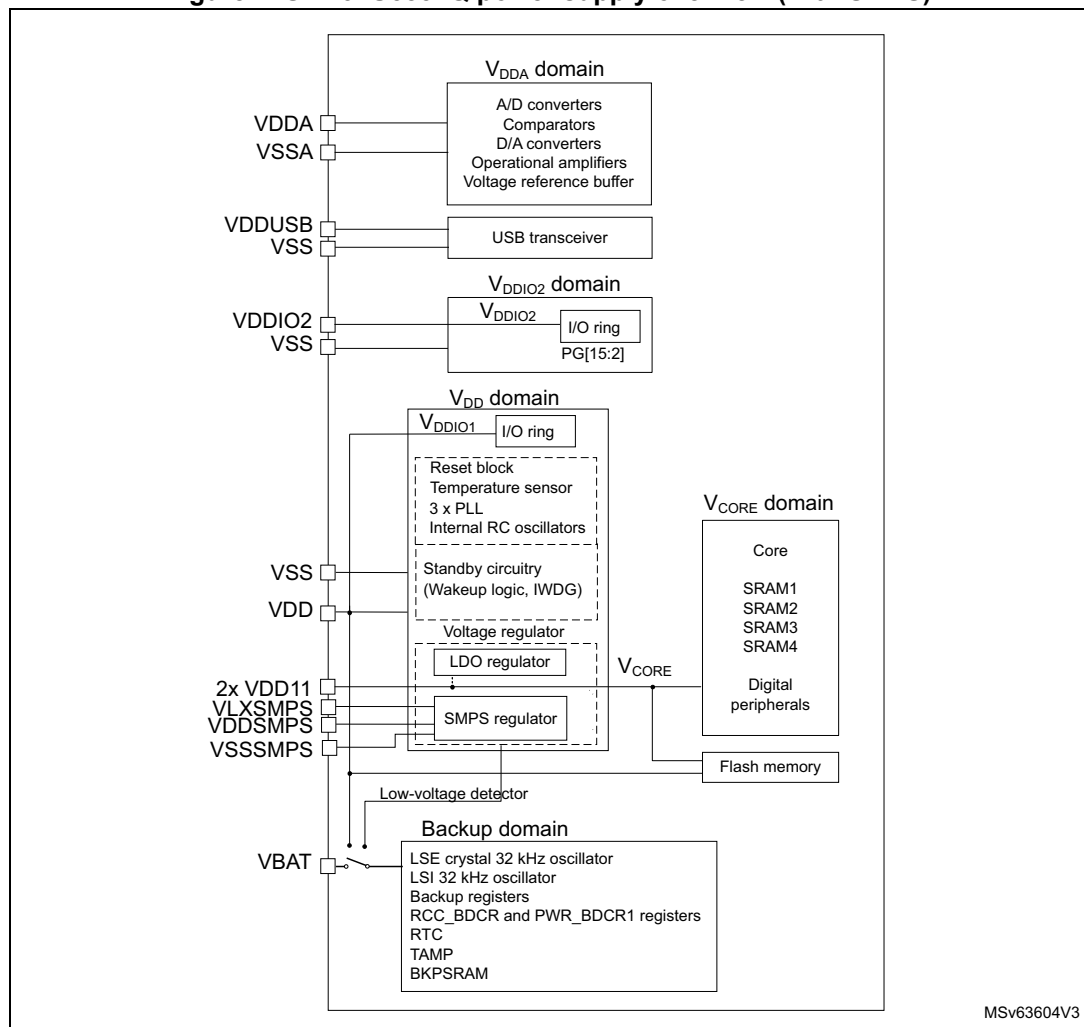 VDDA domain
A/D converters
Comparators
D/A converters
Operational amplifiers
Voltage reference buffer
VDDA
VSSA
VDDUSB
VSS
USB transceiver
VDDIO2 domain
VDDIO2
VDDIO2
I/O ring
VSS
PG[15:2]
VDD domain
VDDIO1
I/O ring
Reset block
Temperature sensor
3 x PLL
Internal RC oscillators
VSS
VDD
Standby circuitry
(Wakeup logic, IWDG)
Voltage regulator
LDO regulator
VCORE
2x VDD11
VLXSMPS
VDDSMPS
VSSSMPS
SMPS regulator
VCORE domain
Core
SRAM1
SRAM2
SRAM3
SRAM4
Digital
peripherals
Flash memory
Low-voltage detector
Backup domain
VBAT
LSE crystal 32 kHz oscillator
LSI 32 kHz oscillator
Backup registers
RCC_BDCR and PWR_BDCR1 registers
RTC
TAMP
BKPSRAM
MSv63604V3